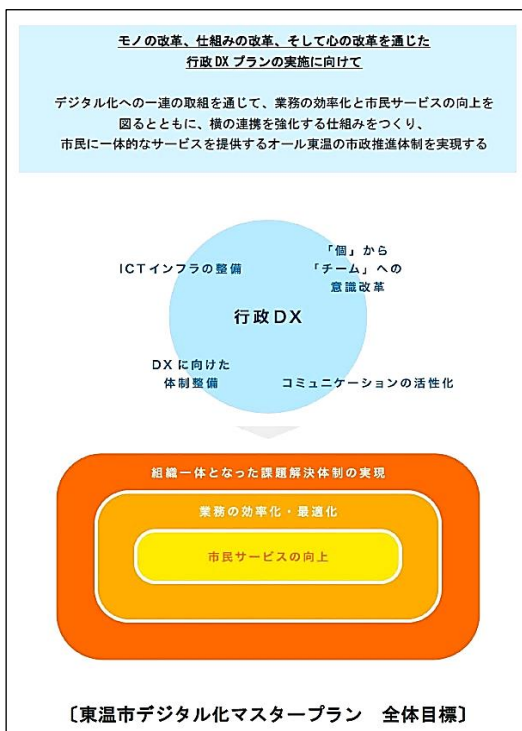 モノの改革、仕組みの改革、そして心の改革を通じた
行政DXプランの実施に向けて
デジタル化への一連の取組を通じて、業務の効率化と市民サービスの向上を
図るとともに、横の連携を強化する仕組みをつくり、
市民に一体的なサービスを提供するオール東温の市政推進体制を実現する
ICTインフラの整備
「個」から
「チーム」への
意識改革
行政DX
DXに向けた
体制整備
コミュニケーションの活性化
組織一体となった課題解決体制の実現
業務の効率化・最適化
市民サービスの向上
〔東温市デジタル化マスタープラン　全体目標〕